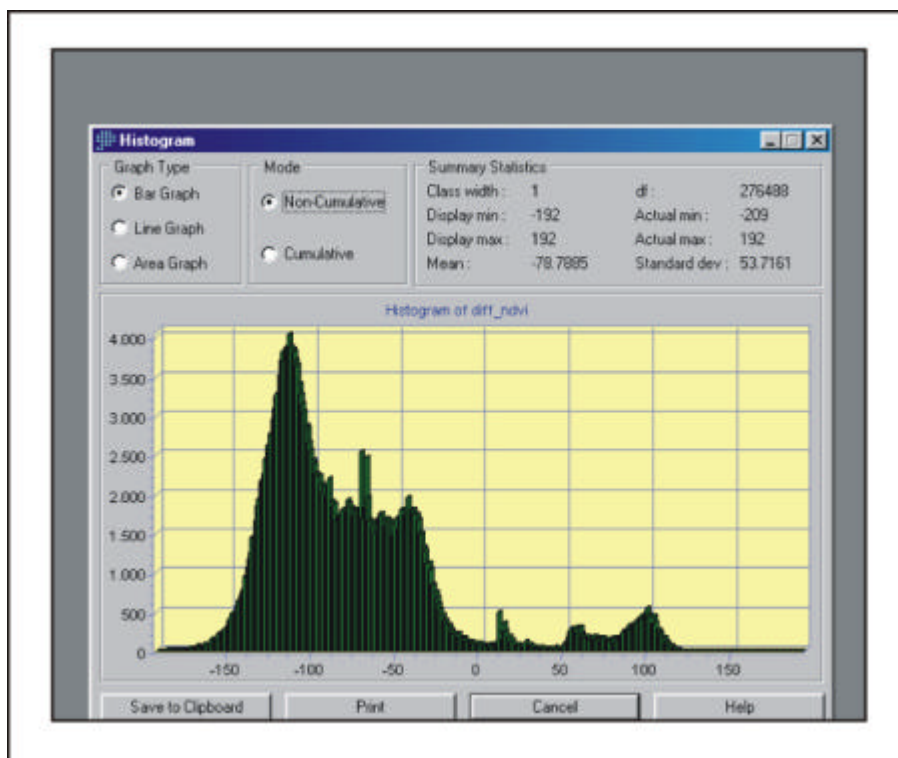 Histogram
Graph Type
Bar Graph
Line Graph
Area Graph
Mode
Non-Cumulative
Cumulative
Summary Statistics
Class width : 1 df : 276488
Display min : -192 Actual min : -209
Display max : 192 Actual max : 192
Mean : -78.7885 Standard dev : 53.7161
Histogram of diff_ndvi
4.000
3.500
3.000
2.500
2.000
1.500
1.000
500
0
-150 -100 -50 0 50 100 150
Save to Clipboard Print Cancel Help